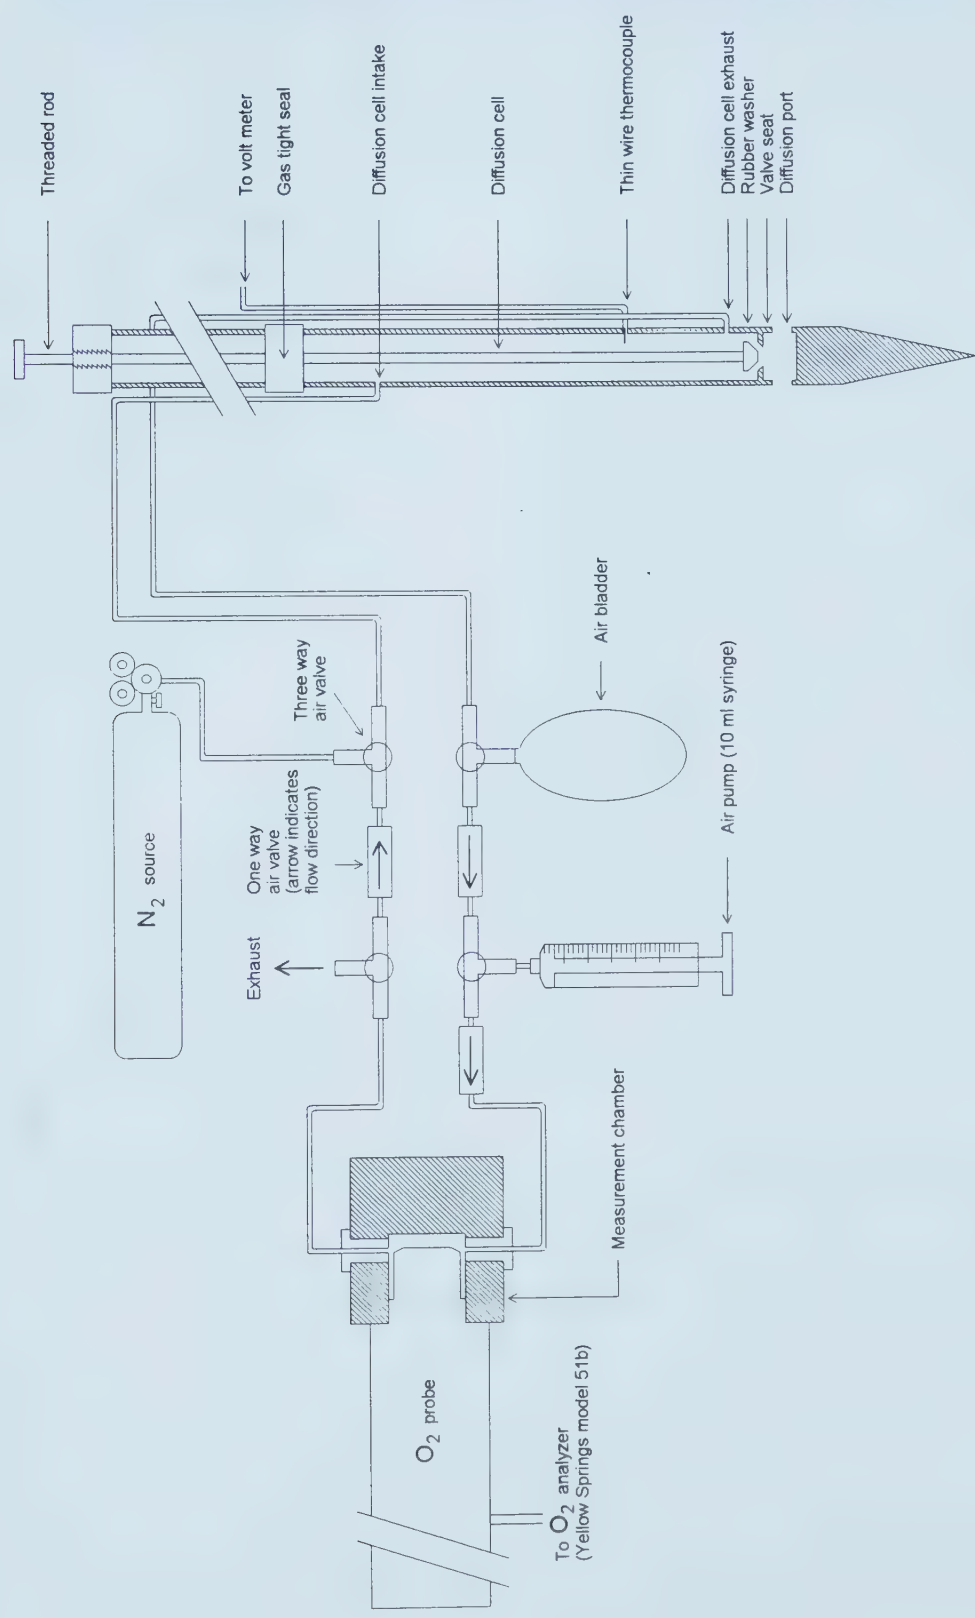 Threaded rod
To volt meter
Gas tight seal
Diffusion cell intake
Diffusion cell
Thin wire thermocouple
Diffusion cell exhaust
Rubber washer
Valve seat
Diffusion port
N2 source
Three way
air valve
One way
air valve
(arrow indicates
flow direction)
Exhaust
Air bladder
Air pump (10 ml syringe)
Measurement chamber
O2 probe
To O2 analyzer
(Yellow Springs model 51b)